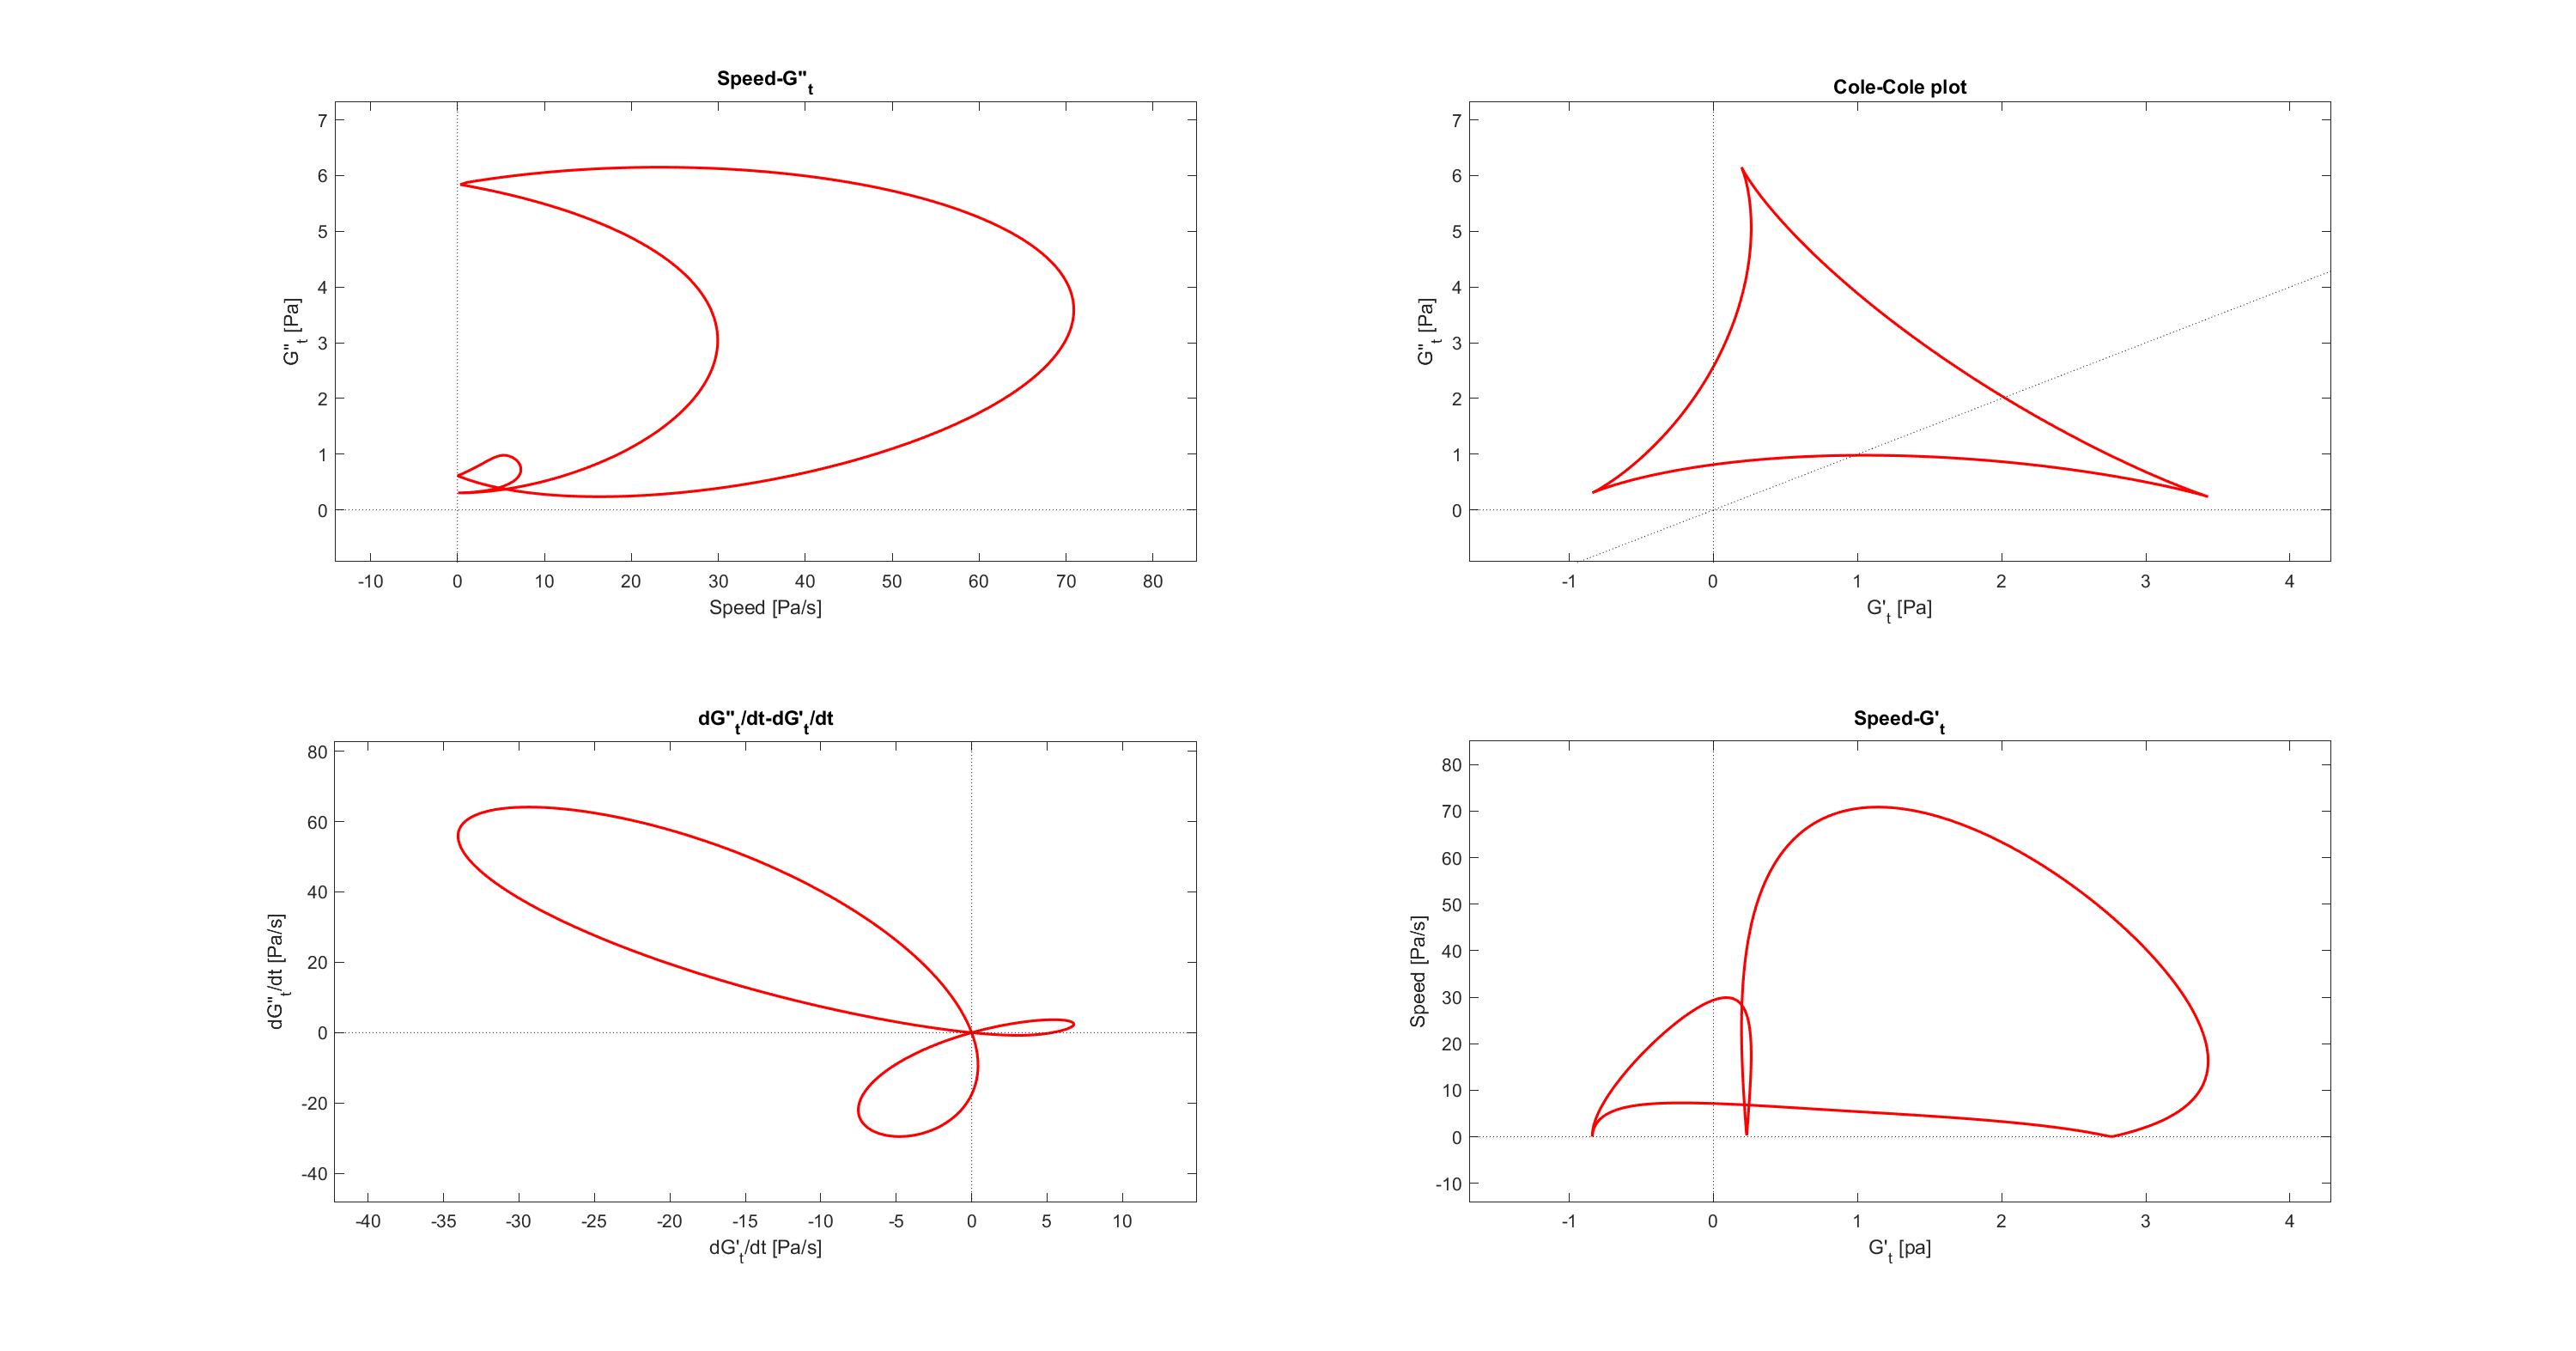 Speed-G"t
7
6
5
4
3
2
1
0
G"t [Pa]
-10 0 10 20 30 40 50 60 70 80
Speed [Pa/s]
Cole-Cole plot
7
6
5
4
3
2
1
0
G"t [Pa]
-1 0 1 2 3 4
G't [Pa]
dG"t/dt-dG't/dt
80
60
40
20
0
-20
-40
dG"t/dt [Pa/s]
-40 -35 -30 -25 -20 -15 -10 -5 0 5 10
dG't/dt [Pa/s]
Speed-G't
80
70
60
50
40
30
20
10
0
-10
Speed [Pa/s]
-1 0 1 2 3 4
G't [pa]